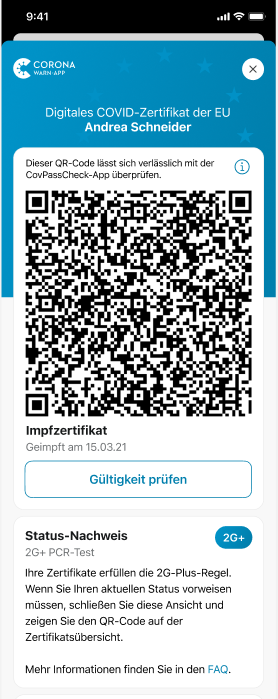 9:41
CORONA
WARN-APP
Digitales COVID-Zertifikat der EU
Andrea Schneider
Dieser QR-Code lässt sich verlässlich mit der
CovPassCheck-App überprüfen.
Impfzertifikat
Geimpft am 15.03.21
Gültigkeit prüfen
Status-Nachweis
2G+
2G+ PCR-Test
Ihre Zertifikate erfüllen die 2G-Plus-Regel.
Wenn Sie Ihren aktuellen Status vorweisen
müssen, schließen Sie diese Ansicht und
zeigen Sie den QR-Code auf der
Zertifikatsübersicht.
Mehr Informationen finden Sie in den FAQ.